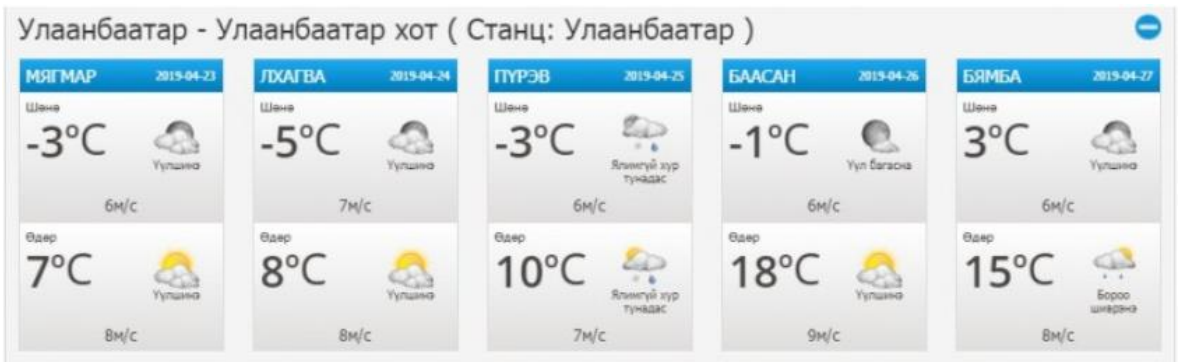 Улаанбаатар - Улаанбаатар хот ( Станц: Улаанбаатар )
МЯГМАР 2019-04-23
Шөнө
-3°C
Үүлшинэ
6м/с
Өдөр
7°C
Үүлшинэ
8м/с
ЛХАГВА 2019-04-24
Шөнө
-5°C
Үүлшинэ
7м/с
Өдөр
8°C
Үүлшинэ
8м/с
ПҮРЭВ 2019-04-25
Шөнө
-3°C
Ялимгүй хур
тунадас
6м/с
Өдөр
10°C
Ялимгүй хур
тунадас
7м/с
БААСАН 2019-04-26
Шөнө
-1°C
Үүл багасна
6м/с
Өдөр
18°C
Үүлшинэ
9м/с
БЯМБА 2019-04-27
Шөнө
3°C
Үүлшинэ
6м/с
Өдөр
15°C
Бороо
шиврэнэ
8м/с